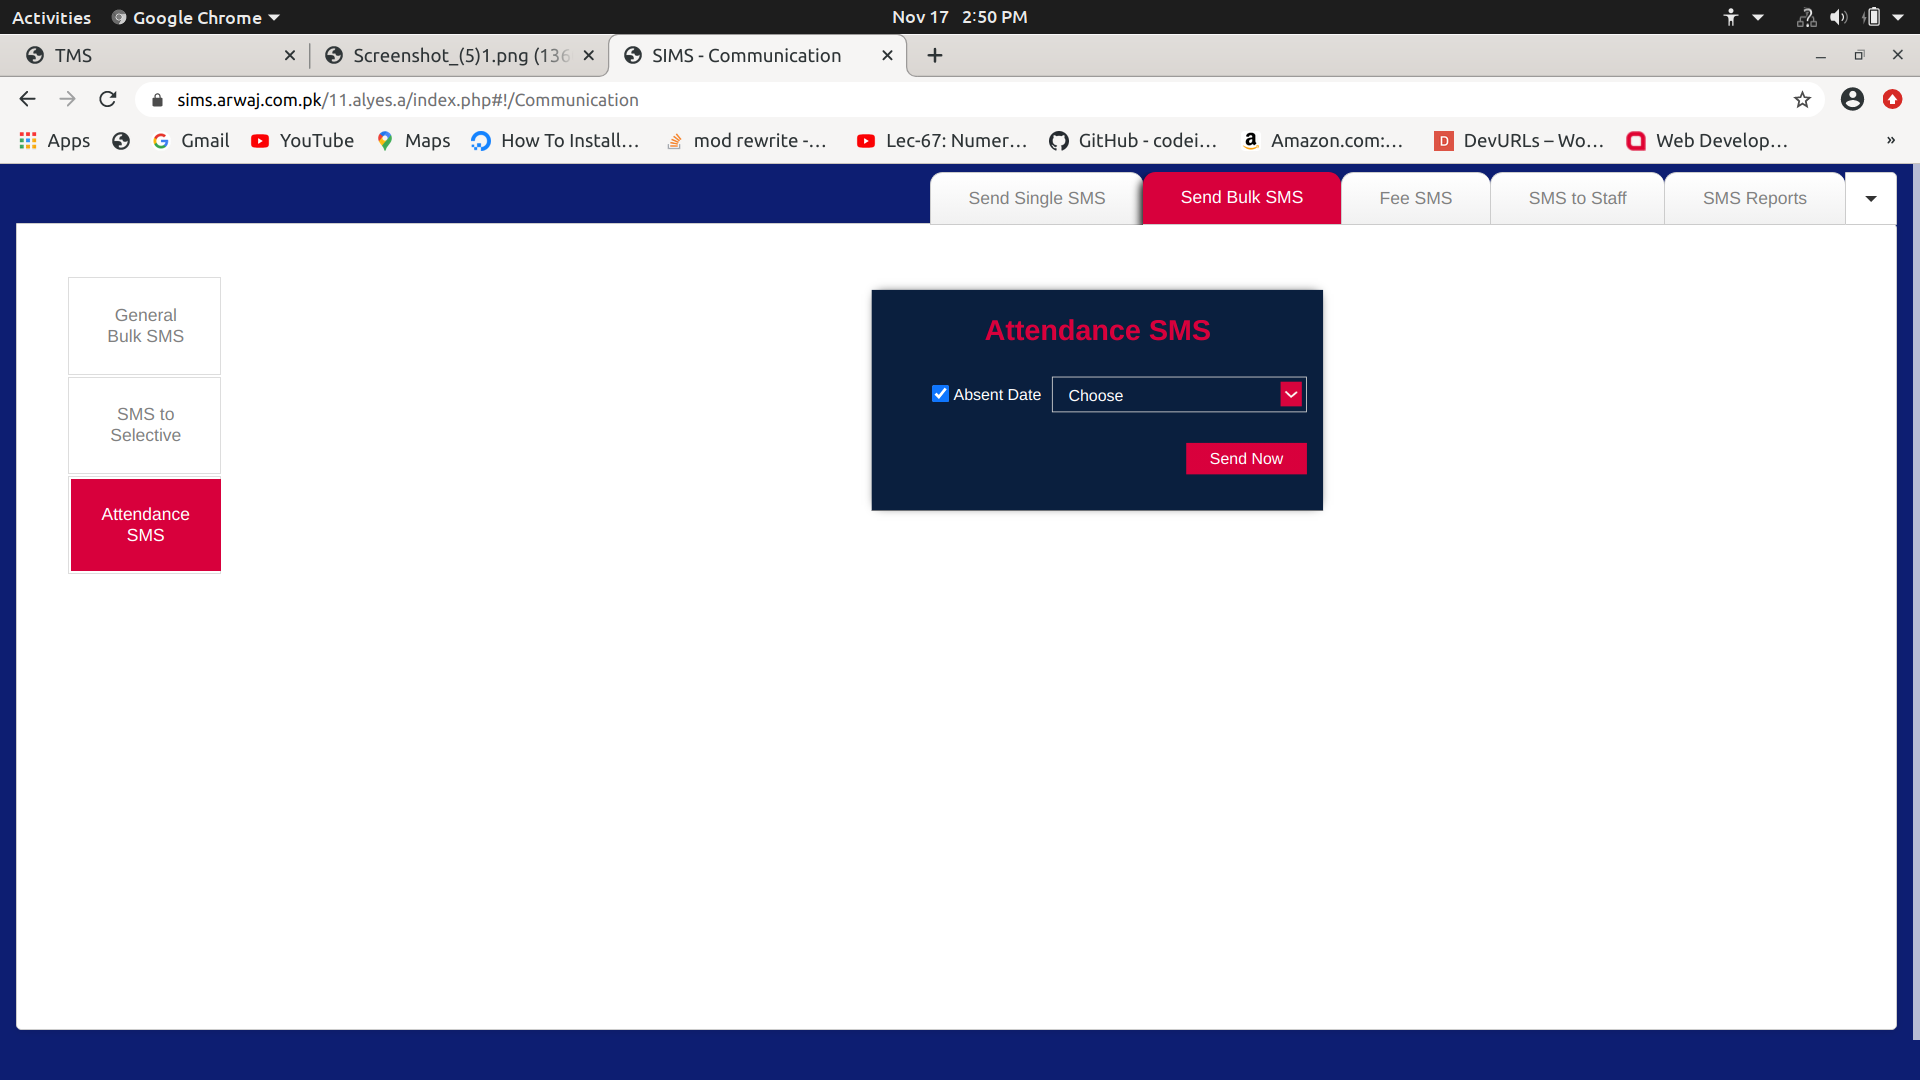 Activities Google Chrome Nov 17 2:50 PM
TMS Screenshot_(5)1.png (136 SIMS - Communication
sims.arwaj.com.pk/11.alyes.a/index.php#!/Communication
Apps Gmail YouTube Maps How To Install... mod rewrite -... Lec-67: Numer... GitHub - codei... Amazon.com:... DevURLs – Wo... Web Develop... »
Send Single SMS Send Bulk SMS Fee SMS SMS to Staff SMS Reports
General
Bulk SMS
SMS to
Selective
Attendance
SMS
Attendance SMS
Absent Date Choose
Send Now